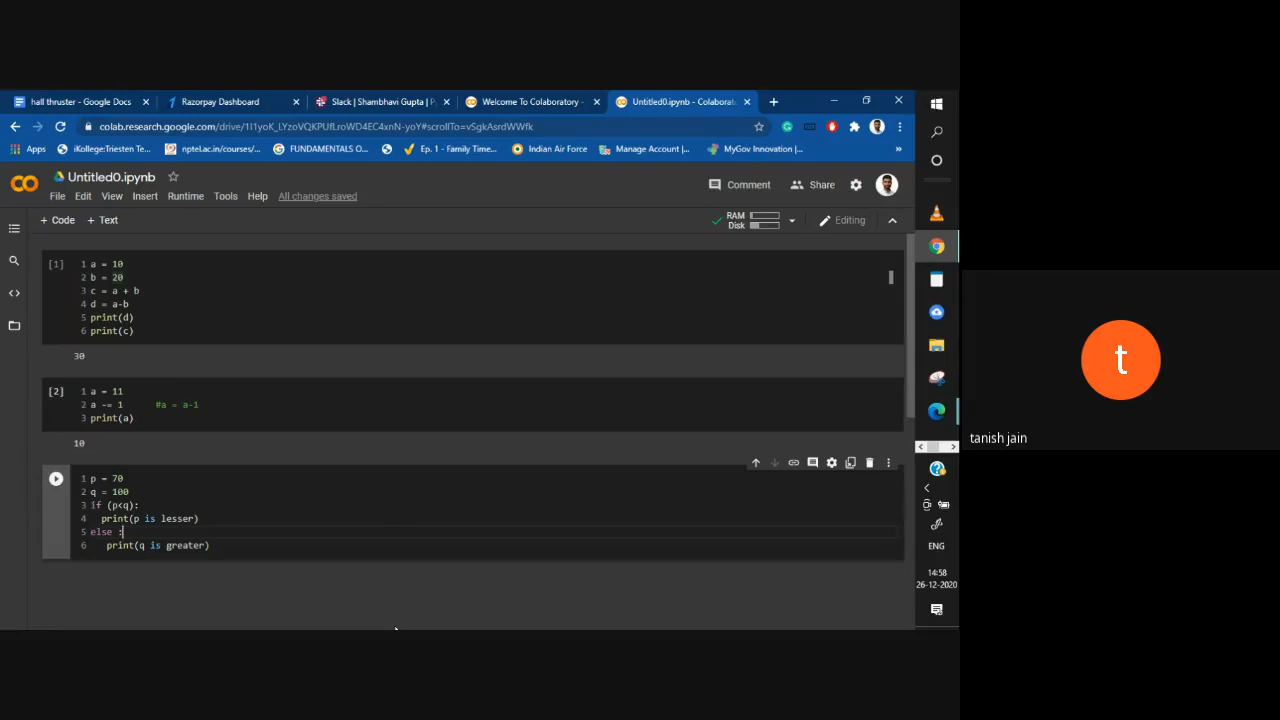 hall thruster - Google Docs
Razorpay Dashboard
Slack | Shambhavi Gupta | P
Welcome To Colaboratory -
Untitled0.ipynb - Colaborat
colab.research.google.com/drive/1l1yoK_LYzoVQKPUfLroWD4EC4xnN-yoY#scrollTo=vSgkAsrdWWfk
Apps
iKollege:Triesten Te...
nptel.ac.in/courses/...
FUNDAMENTALS O...
Ep. 1 - Family Time...
Indian Air Force
Manage Account |...
MyGov Innovation |...
»
Untitled0.ipynb
File Edit View Insert Runtime Tools Help All changes saved
Comment
Share
+ Code + Text
RAM
Disk
Editing
[1]
1 a = 10
2 b = 20
3 c = a + b
4 d = a-b
5 print(d)
6 print(c)
30
[2]
1 a = 11
2 a -= 1 #a = a-1
3 print(a)
10
1 p = 70
2 q = 100
3 if (p<q):
4 print(p is lesser)
5 else :
6 print(q is greater)
ENG
14:58
26-12-2020
t
tanish jain